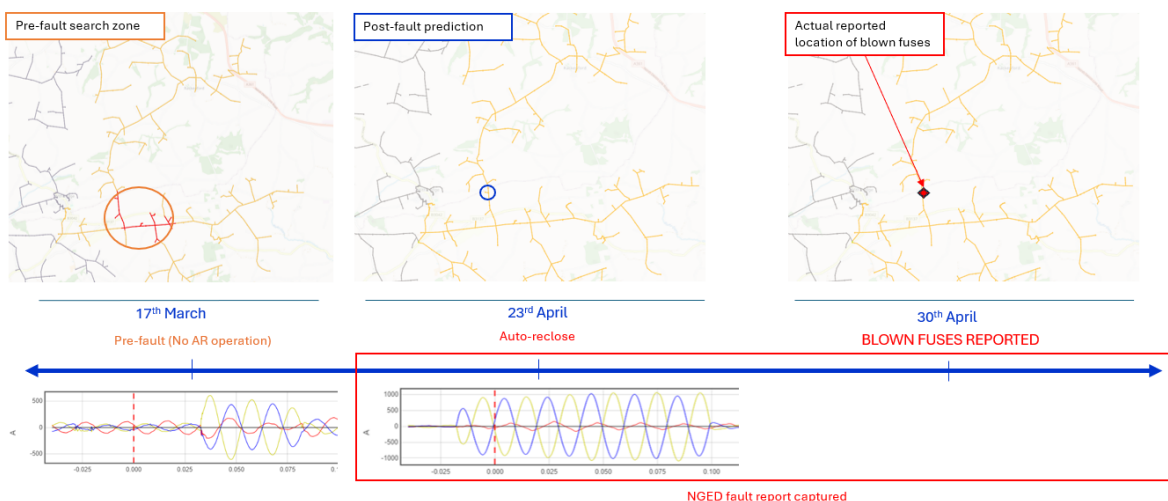 Pre-fault search zone
Post-fault prediction
Actual reported
location of blown fuses
17th March
23rd April
30th April
Pre-fault (No AR operation)
Auto-reclose
BLOWN FUSES REPORTED
500
0
-500
A
-0.025
0.000
0.025
0.050
0.075
0.:
1000
500
0
-500
-1000
A
-0.025
0.000
0.025
0.050
0.075
0.100
NGED fault report captured